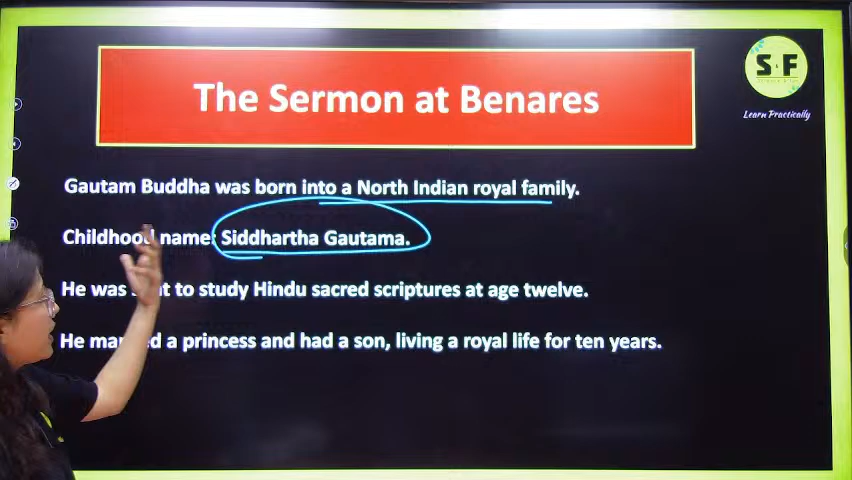 The Sermon at Benares
S&F
Learn Practically
Gautam Buddha was born into a North Indian royal family.
Childhood name: Siddhartha Gautama.
He was to study Hindu sacred scriptures at age twelve.
He a princess and had a son, living a royal life for ten years.